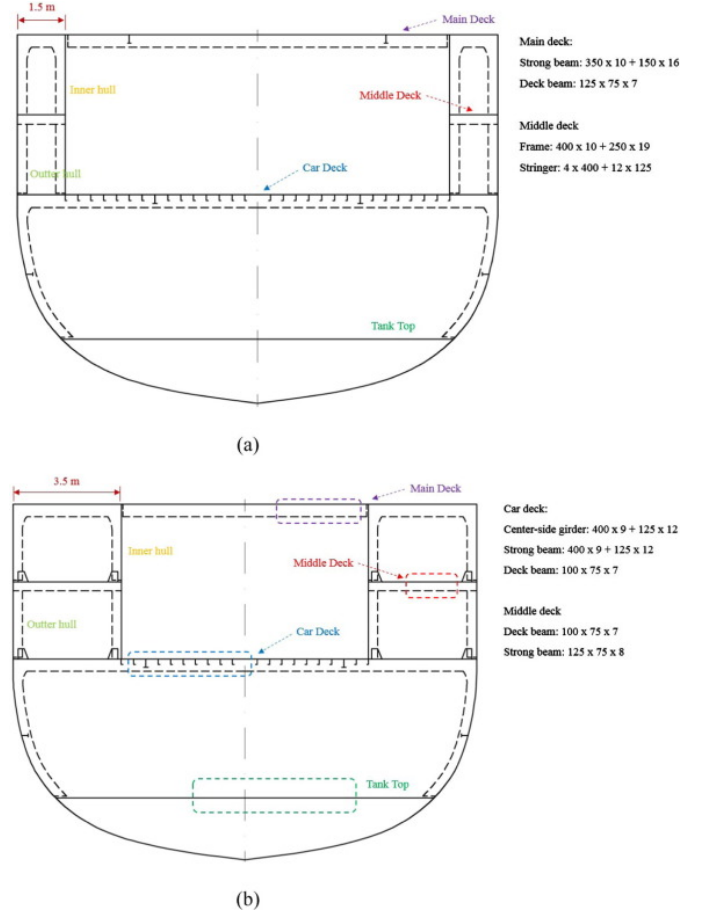 1.5 m
Main Deck
Inner hull
Middle Deck
Outter hull
Car Deck
Tank Top
Main deck:
Strong beam: 350 x 10 + 150 x 16
Deck beam: 125 x 75 x 7
Middle deck
Frame: 400 x 10 + 250 x 19
Stringer: 4 x 400 + 12 x 125
(a)
3.5 m
Main Deck
Inner hull
Middle Deck
Outter hull
Car Deck
Tank Top
Car deck:
Center-side girder: 400 x 9 + 125 x 12
Strong beam: 400 x 9 + 125 x 12
Deck beam: 100 x 75 x 7
Middle deck
Deck beam: 100 x 75 x 7
Strong beam: 125 x 75 x 8
(b)